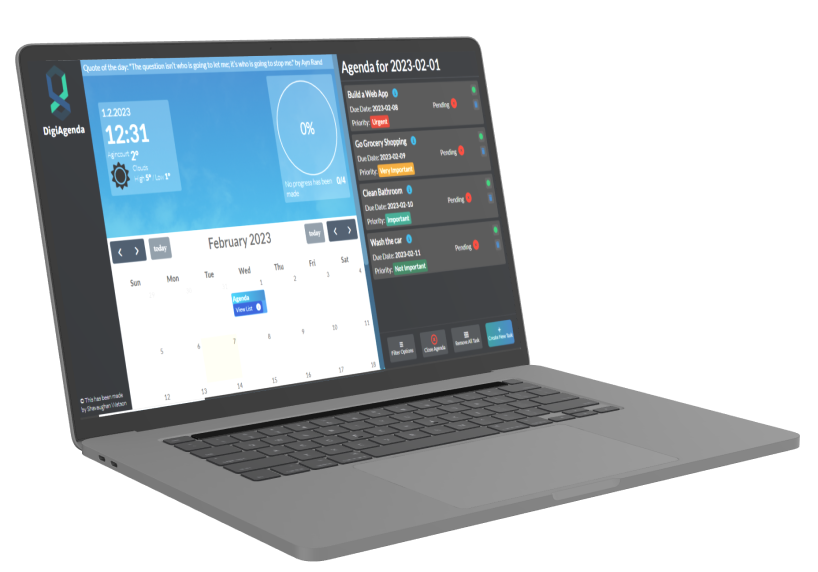 Quote of the day: "The question isn't who is going to let me; it's who is going to stop me." by Ayn Rand
DigiAgenda
1.2.2023
12:31
2°
Clouds
High 5° / Low 1°
0%
No progress has been made
0/4
today
February 2023
today
Sun Mon Tue Wed Thu Fri Sat
1 2 3 4
Agenda
View List
5 6 7 8 9 10 11
12 13 14 15 16 17 18
© This has been made
by Shavaughan
Agenda for 2023-02-01
Build a Web App
Due Date: 2023-02-08
Pending
Priority: Urgent
Go Grocery Shopping
Due Date: 2023-02-09
Pending
Priority: Very Important
Clean Bathroom
Due Date: 2023-02-10
Pending
Priority: Important
Wash the car
Due Date: 2023-02-11
Pending
Priority: Not Important
Filter Options
Close Agenda
Remove All Task
Create New Task